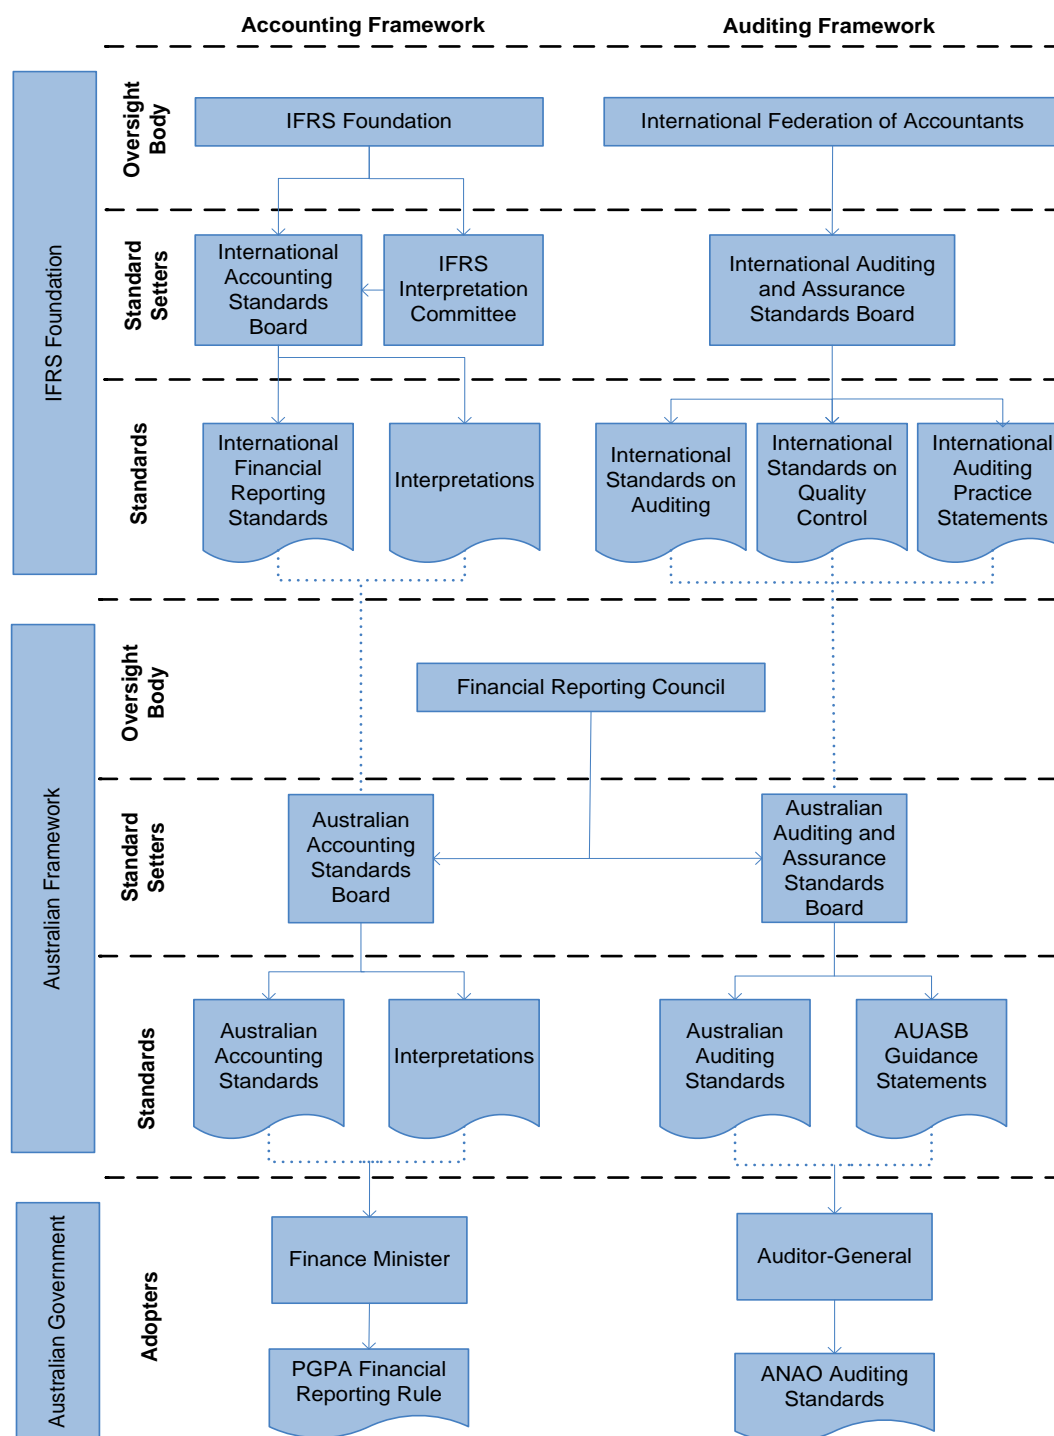 Accounting Framework
Auditing Framework
IFRS Foundation
Oversight
Body
IFRS Foundation
International Federation of Accountants
Standard
Setters
International
Accounting
Standards
Board
IFRS
Interpretation
Committee
International Auditing
and Assurance
Standards Board
Standards
International
Financial
Reporting
Standards
Interpretations
International
Standards on
Auditing
International
Standards on
Quality
Control
International
Auditing
Practice
Statements
Australian Framework
Oversight
Body
Financial Reporting Council
Standard
Setters
Australian
Accounting
Standards
Board
Australian
Auditing and
Assurance
Standards
Board
Standards
Australian
Accounting
Standards
Interpretations
Australian
Auditing
Standards
AUASB
Guidance
Statements
Australian Government
Adopters
Finance Minister
Auditor-General
PGPA Financial
Reporting Rule
ANAO Auditing
Standards